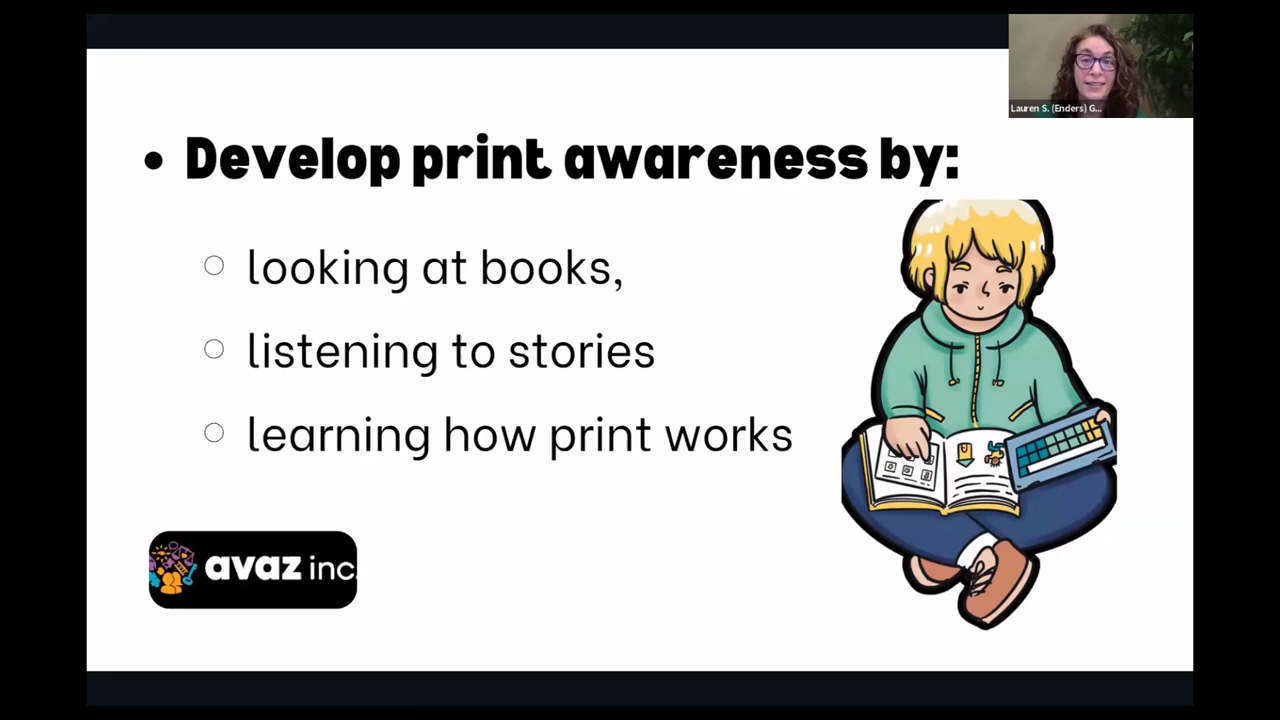 Lauren S. (Enders) G...
• Develop print awareness by:
○ looking at books,
○ listening to stories
○ learning how print works
avaz inc.